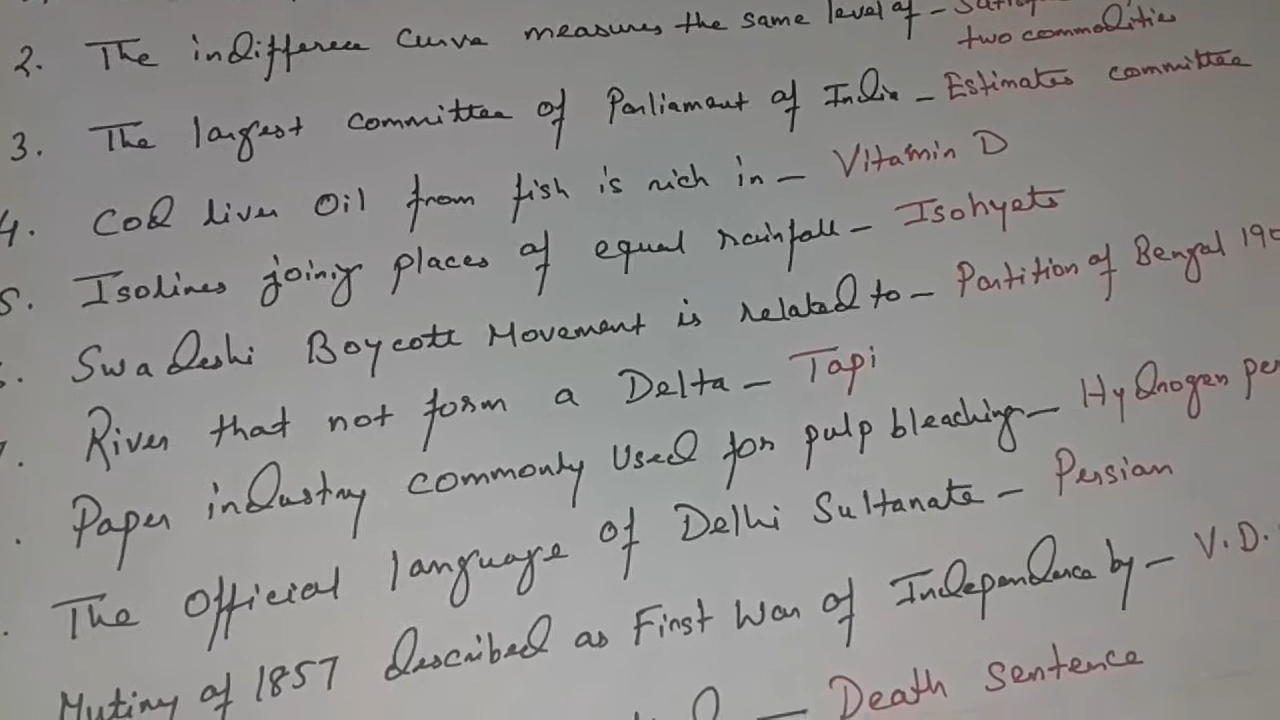 2. The indifferece curve measures the same level of -
two commodities
3. The largest committee of Parliament of India - Estimates committee
4. Cod liver oil from fish is rich in - Vitamin D
5. Isolines joining places of equal rainfall - Isohyets
Swadeshi Boycott Movement is related to - Partition of Bengal
River that not form a Delta - Tapi
Paper industry commonly used for pulp bleaching - Hydrogen
The official language of Delhi Sultanate - Persian
Mutiny of 1857 described as First War of Independence by - V.D.
- Death sentence